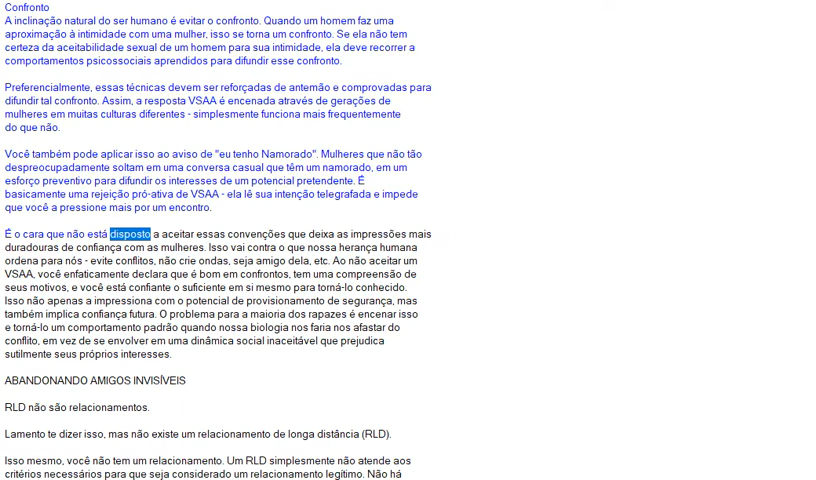 Confronto
A inclinação natural do ser humano é evitar o confronto. Quando um homem faz uma
aproximação à intimidade com uma mulher, isso se torna um confronto. Se ela não tem
certeza da aceitabilidade sexual de um homem para sua intimidade, ela deve recorrer a
comportamentos psicossociais aprendidos para difundir esse confronto.
Preferencialmente, essas técnicas devem ser reforçadas de antemão e comprovadas para
difundir tal confronto. Assim, a resposta VSAA é encenada através de gerações de
mulheres em muitas culturas diferentes - simplesmente funciona mais frequentemente
do que não.
Você também pode aplicar isso ao aviso de "eu tenho Namorado". Mulheres que não tão
despreocupadamente soltam em uma conversa casual que têm um namorado, em um
esforço preventivo para difundir os interesses de um potencial pretendente. É
basicamente uma rejeição pró-ativa de VSAA - ela lê sua intenção telegrafada e impede
que você a pressione mais por um encontro.
É o cara que não está disposto a aceitar essas convenções que deixa as impressões mais
duradouras de confiança com as mulheres. Isso vai contra o que nossa herança humana
ordena para nós - evite conflitos, não crie ondas, seja amigo dela, etc. Ao não aceitar um
VSAA, você enfaticamente declara que é bom em confrontos, tem uma compreensão de
seus motivos, e você está confiante o suficiente em si mesmo para torná-lo conhecido.
Isso não apenas a impressiona com o potencial de provisionamento de segurança, mas
também implica confiança futura. O problema para a maioria dos rapazes é encenar isso
e torná-lo um comportamento padrão quando nossa biologia nos faria nos afastar do
conflito, em vez de se envolver em uma dinâmica social inaceitável que prejudica
sutilmente seus próprios interesses.
ABANDONANDO AMIGOS INVISÍVEIS
RLD não são relacionamentos.
Lamento te dizer isso, mas não existe um relacionamento de longa distância (RLD).
Isso mesmo, você não tem um relacionamento. Um RLD simplesmente não atende aos
critérios necessários para que seja considerado um relacionamento legítimo. Não há